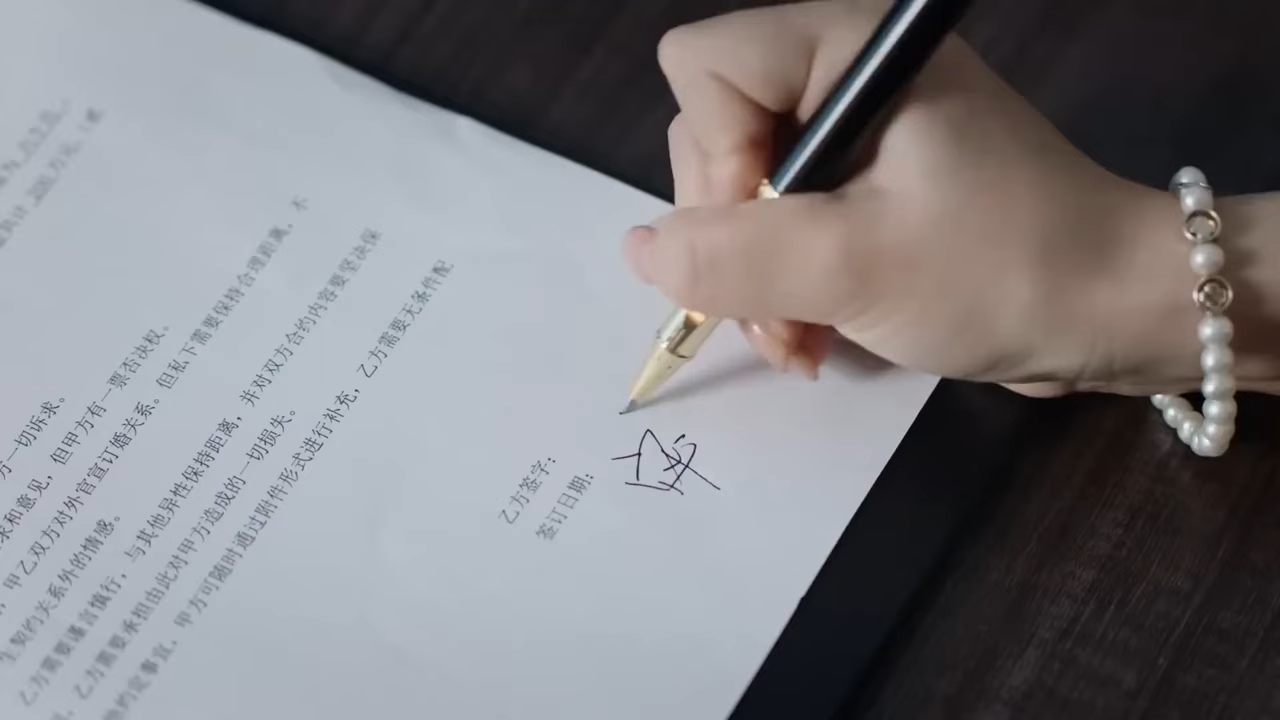 方一切诉求。
求和意见，但甲方有一票否决权。
，甲乙双方对外官宣订婚关系。但私下需要保持合理距离，不
生契约关系外的情感。
乙方需要谨言慎行，与其他异性保持距离，并对双方合约内容要坚决保
，乙方需要承担由此对甲方造成的一切损失。
约定事宜，甲方可随时通过附件形式进行补充，乙方需要无条件配
乙方签字：
签订日期：